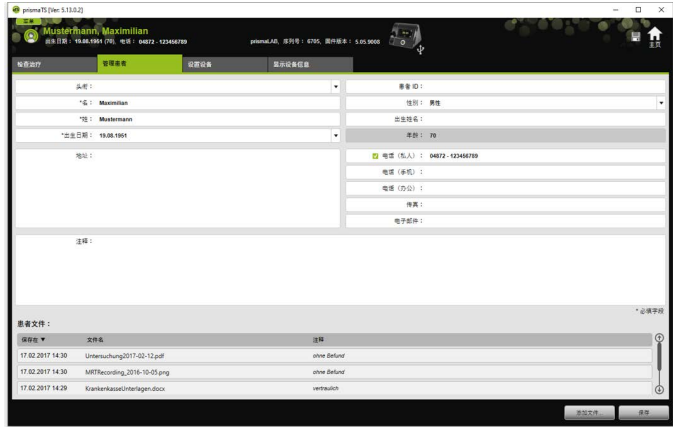 prismaTS [Ver: 5.13.0.2]
Mustermann, Maximilian
出生日期： 19.08.1951 (70), 电话： 04872 - 123456789
prismaLAB, 序列号： 6705, 固件版本： 5.05.9008
主页
检查治疗
管理患者
设置设备
显示设备信息
头衔：
患者 ID：
*名： Maximilian
性别： 男性
*姓： Mustermann
出生姓名：
*出生日期： 19.08.1951
年龄： 70
地址：
电话（私人）： 04872 - 123456789
电话（手机）：
电话（办公）：
传真：
电子邮件：
注释：
* 必填字段
患者文件：
保存在 ▼ 文件名 注释
17.02.2017 14:30 Untersuchung2017-02-12.pdf ohne Befund
17.02.2017 14:30 MRTRecording_2016-10-05.png ohne Befund
17.02.2017 14:29 KrankenkasseUnterlagen.docx vertraulich
添加文件...
保存